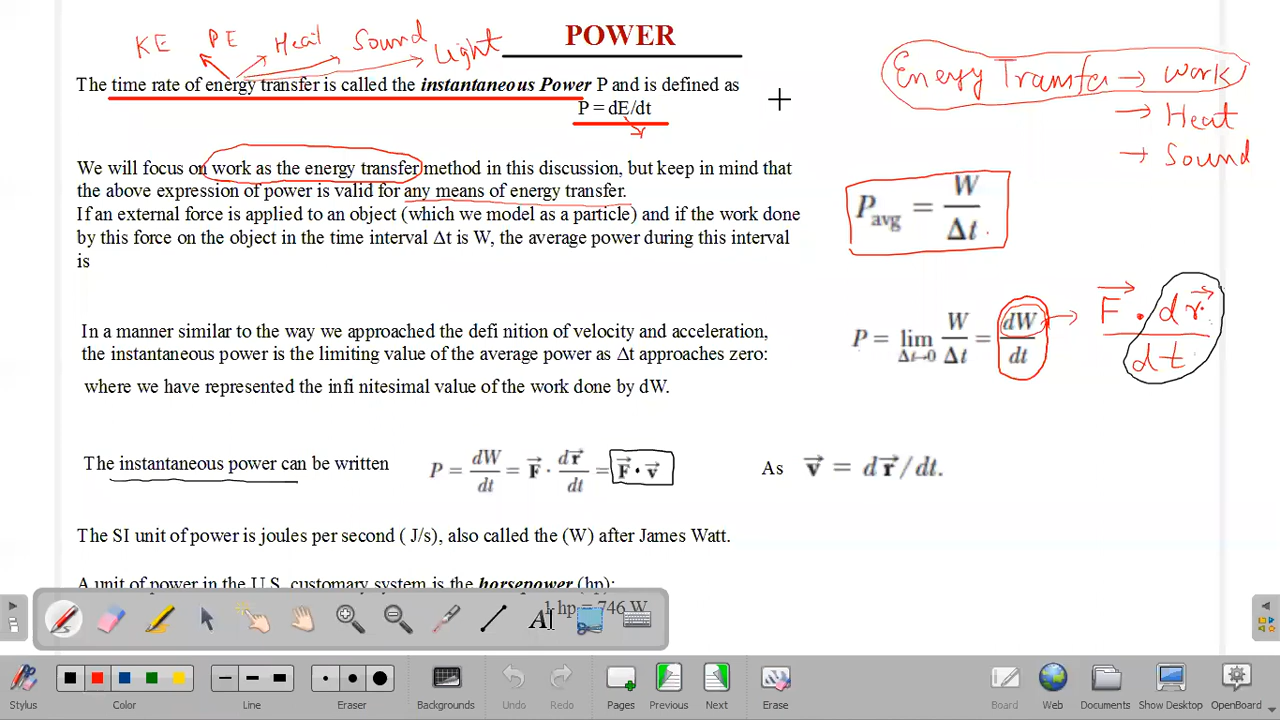 POWER
KE PE Heat Sound Light
Energy Transfer → work
→ Heat
→ Sound
The time rate of energy transfer is called the instantaneous Power P and is defined as
P = dE/dt
We will focus on work as the energy transfer method in this discussion, but keep in mind that
the above expression of power is valid for any means of energy transfer.
If an external force is applied to an object (which we model as a particle) and if the work done
by this force on the object in the time interval Δt is W, the average power during this interval
is
P_avg = W/Δt
In a manner similar to the way we approached the defi nition of velocity and acceleration,
the instantaneous power is the limiting value of the average power as Δt approaches zero:
where we have represented the infi nitesimal value of the work done by dW.
P = lim Δt→0 W/Δt = dW/dt → F⃗ · dr⃗ / dt
The instantaneous power can be written P = dW/dt = F⃗ · dr⃗/dt = F⃗ · v⃗ As v⃗ = dr⃗/dt.
The SI unit of power is joules per second ( J/s), also called the (W) after James Watt.
A unit of power in the U.S. customary system is the horsepower (hp):
1 hp = 746 W
A
Stylus Color Line Eraser Backgrounds Undo Redo Pages Previous Next Erase Board Web Documents Show Desktop OpenBoard